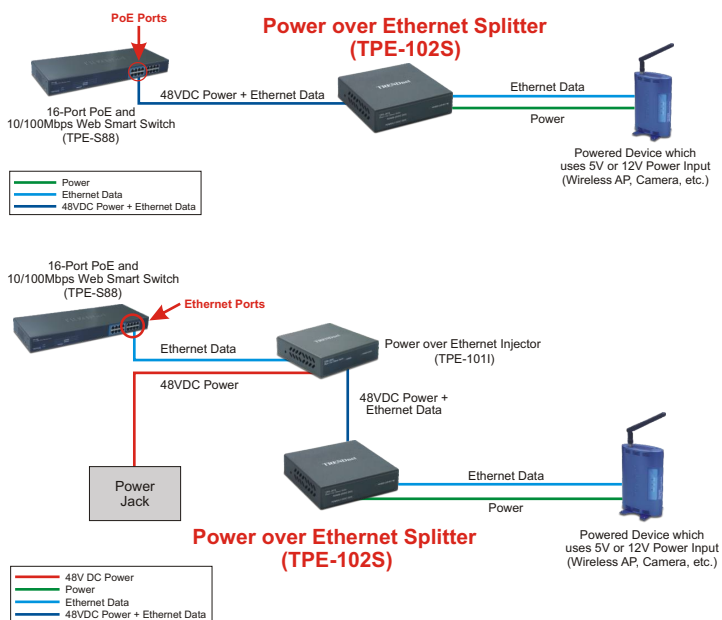 PoE Ports
Power over Ethernet Splitter
(TPE-102S)
48VDC Power + Ethernet Data
TRENDnet
Ethernet Data
Power
16-Port PoE and
10/100Mbps Web Smart Switch
(TPE-S88)
Powered Device which
uses 5V or 12V Power Input
(Wireless AP, Camera, etc.)
Power
Ethernet Data
48VDC Power + Ethernet Data
16-Port PoE and
10/100Mbps Web Smart Switch
(TPE-S88)
Ethernet Ports
Ethernet Data
48VDC Power
Power over Ethernet Injector
(TPE-101I)
48VDC Power +
Ethernet Data
TRENDnet
Ethernet Data
Power
Power
Jack
Power over Ethernet Splitter
(TPE-102S)
Powered Device which
uses 5V or 12V Power Input
(Wireless AP, Camera, etc.)
48V DC Power
Power
Ethernet Data
48VDC Power + Ethernet Data